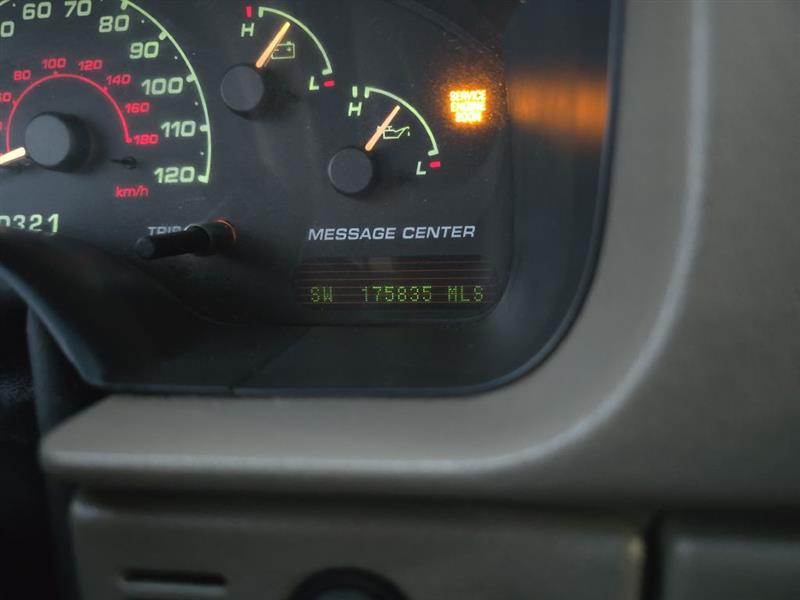 60 70 80 90 100 110 120
80 100 120 140 160 180
km/h
H L
H L
SERVICE
ENGINE
SOON
0321
TRIP
MESSAGE CENTER
SW 175835 MLS